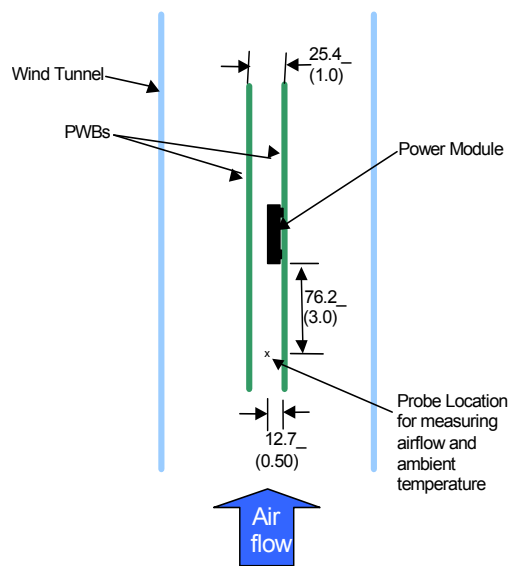 25.4_
(1.0)
Wind Tunnel
PWBs
Power Module
76.2_
(3.0)
x
Probe Location
for measuring
airflow and
ambient
temperature
12.7_
(0.50)
Air
flow